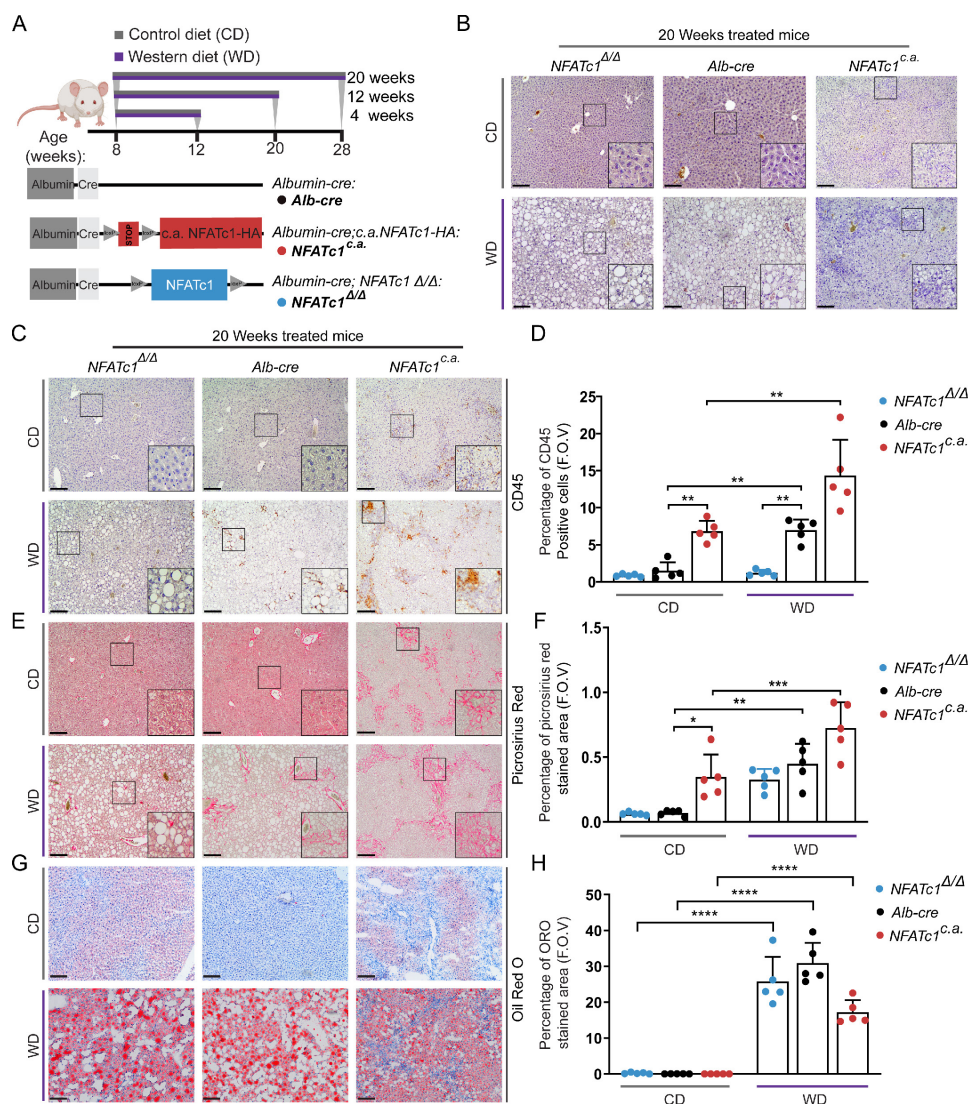 A
Control diet (CD)
Western diet (WD)
20 weeks
12 weeks
4 weeks
Age
(weeks):
8 12 20 28
Albumin Cre
Albumin-cre:
Alb-cre
Albumin Cre STOP c.a. NFATc1-HA
Albumin-cre;c.a.NFATc1-HA:
NFATc1c.a.
Albumin Cre NFATc1
Albumin-cre; NFATc1 Δ/Δ:
NFATc1Δ/Δ
B
20 Weeks treated mice
NFATc1Δ/Δ Alb-cre NFATc1c.a.
CD
WD
C
20 Weeks treated mice
NFATc1Δ/Δ Alb-cre NFATc1c.a.
CD
WD
CD45
D
Percentage of CD45
Positive cells (F.O.V)
25
20
15
10
5
0
** ** ** **
CD WD
NFATc1Δ/Δ
Alb-cre
NFATc1c.a.
E
CD
WD
Picrosirius Red
F
Percentage of picrosirius red
stained area (F.O.V)
1.5
1.0
0.5
0.0
* ** ***
CD WD
NFATc1Δ/Δ
Alb-cre
NFATc1c.a.
G
CD
WD
Oil Red O
H
Percentage of ORO
stained area (F.O.V)
50
40
30
20
10
0
**** **** ****
CD WD
NFATc1Δ/Δ
Alb-cre
NFATc1c.a.